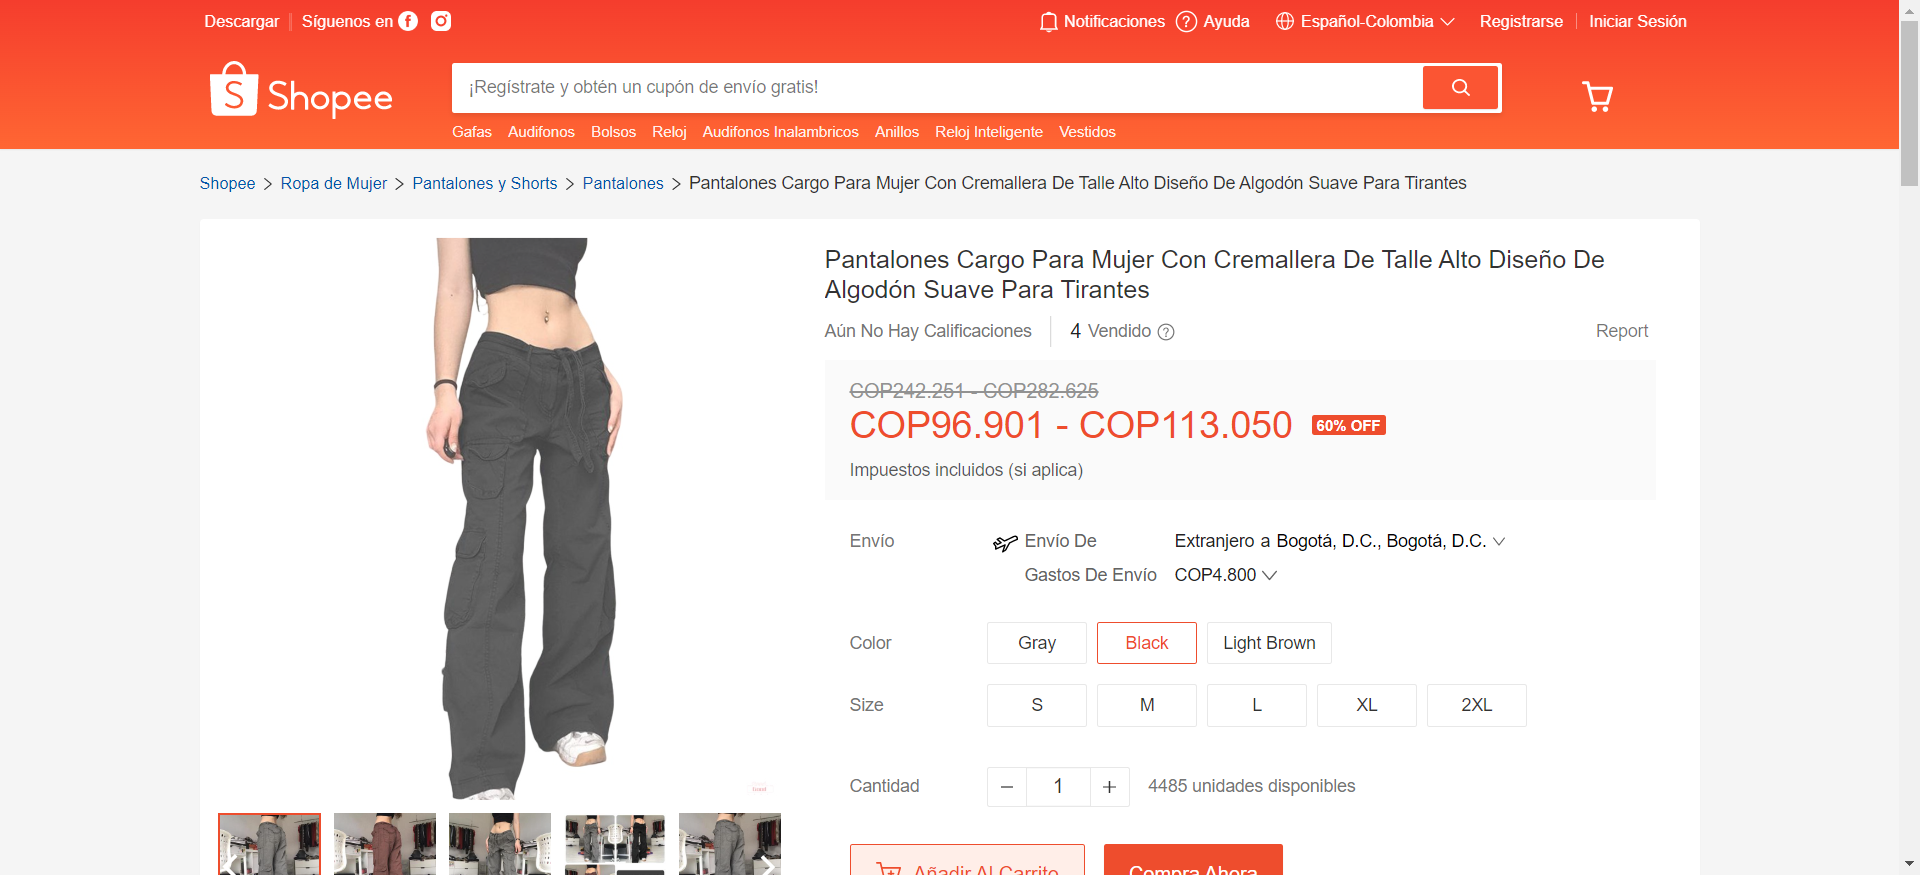 Descargar Síguenos en
Notificaciones Ayuda Español-Colombia Registrarse Iniciar Sesión
Shopee
¡Regístrate y obtén un cupón de envío gratis!
Gafas Audifonos Bolsos Reloj Audifonos Inalambricos Anillos Reloj Inteligente Vestidos
Shopee > Ropa de Mujer > Pantalones y Shorts > Pantalones > Pantalones Cargo Para Mujer Con Cremallera De Talle Alto Diseño De Algodón Suave Para Tirantes
Pantalones Cargo Para Mujer Con Cremallera De Talle Alto Diseño De
Algodón Suave Para Tirantes
Aún No Hay Calificaciones 4 Vendido Report
COP242.251 - COP282.625
COP96.901 - COP113.050 60% OFF
Impuestos incluidos (si aplica)
Envío Envío De Extranjero a Bogotá, D.C., Bogotá, D.C.
Gastos De Envío COP4.800
Color Gray Black Light Brown
Size S M L XL 2XL
Cantidad 1 4485 unidades disponibles
Añadir Al Carrito Compra Ahora